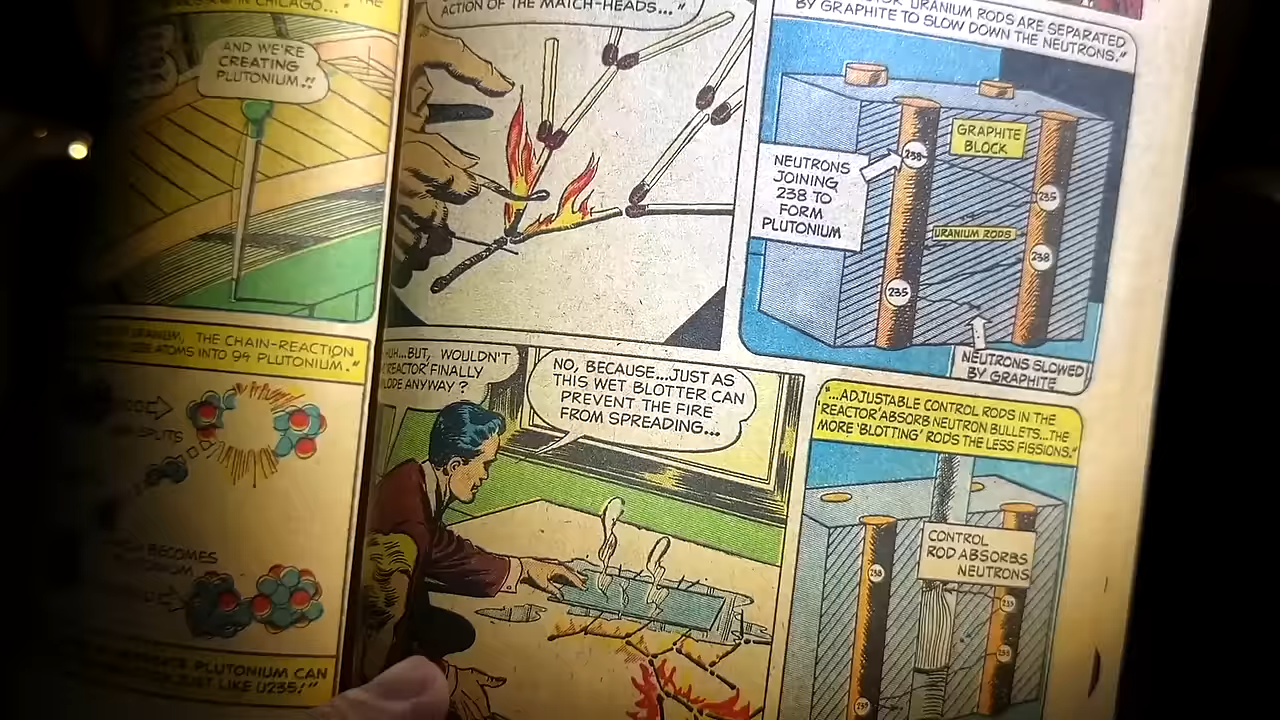 IN CHICAGO..." THE
AND WE'RE
CREATING
PLUTONIUM!!
URANIUM, THE CHAIN-REACTION
ATOMS INTO 94 PLUTONIUM."
SPLITS
BECOMES
PLUTONIUM CAN
JUST LIKE U235!"
ACTION OF THE MATCH-HEADS..."
URANIUM RODS ARE SEPARATED
BY GRAPHITE TO SLOW DOWN THE NEUTRONS."
GRAPHITE
BLOCK
NEUTRONS
JOINING
238 TO
FORM
PLUTONIUM
238
235
URANIUM RODS
238
235
NEUTRONS SLOWED
BY GRAPHITE
HUH...BUT, WOULDN'T
'REACTOR' FINALLY
ANYWAY?
NO, BECAUSE...JUST AS
THIS WET BLOTTER CAN
PREVENT THE FIRE
FROM SPREADING...
"...ADJUSTABLE CONTROL RODS IN THE
'REACTOR' ABSORB NEUTRON BULLETS...THE
MORE 'BLOTTING' RODS THE LESS FISSIONS."
CONTROL
ROD ABSORBS
NEUTRONS
238